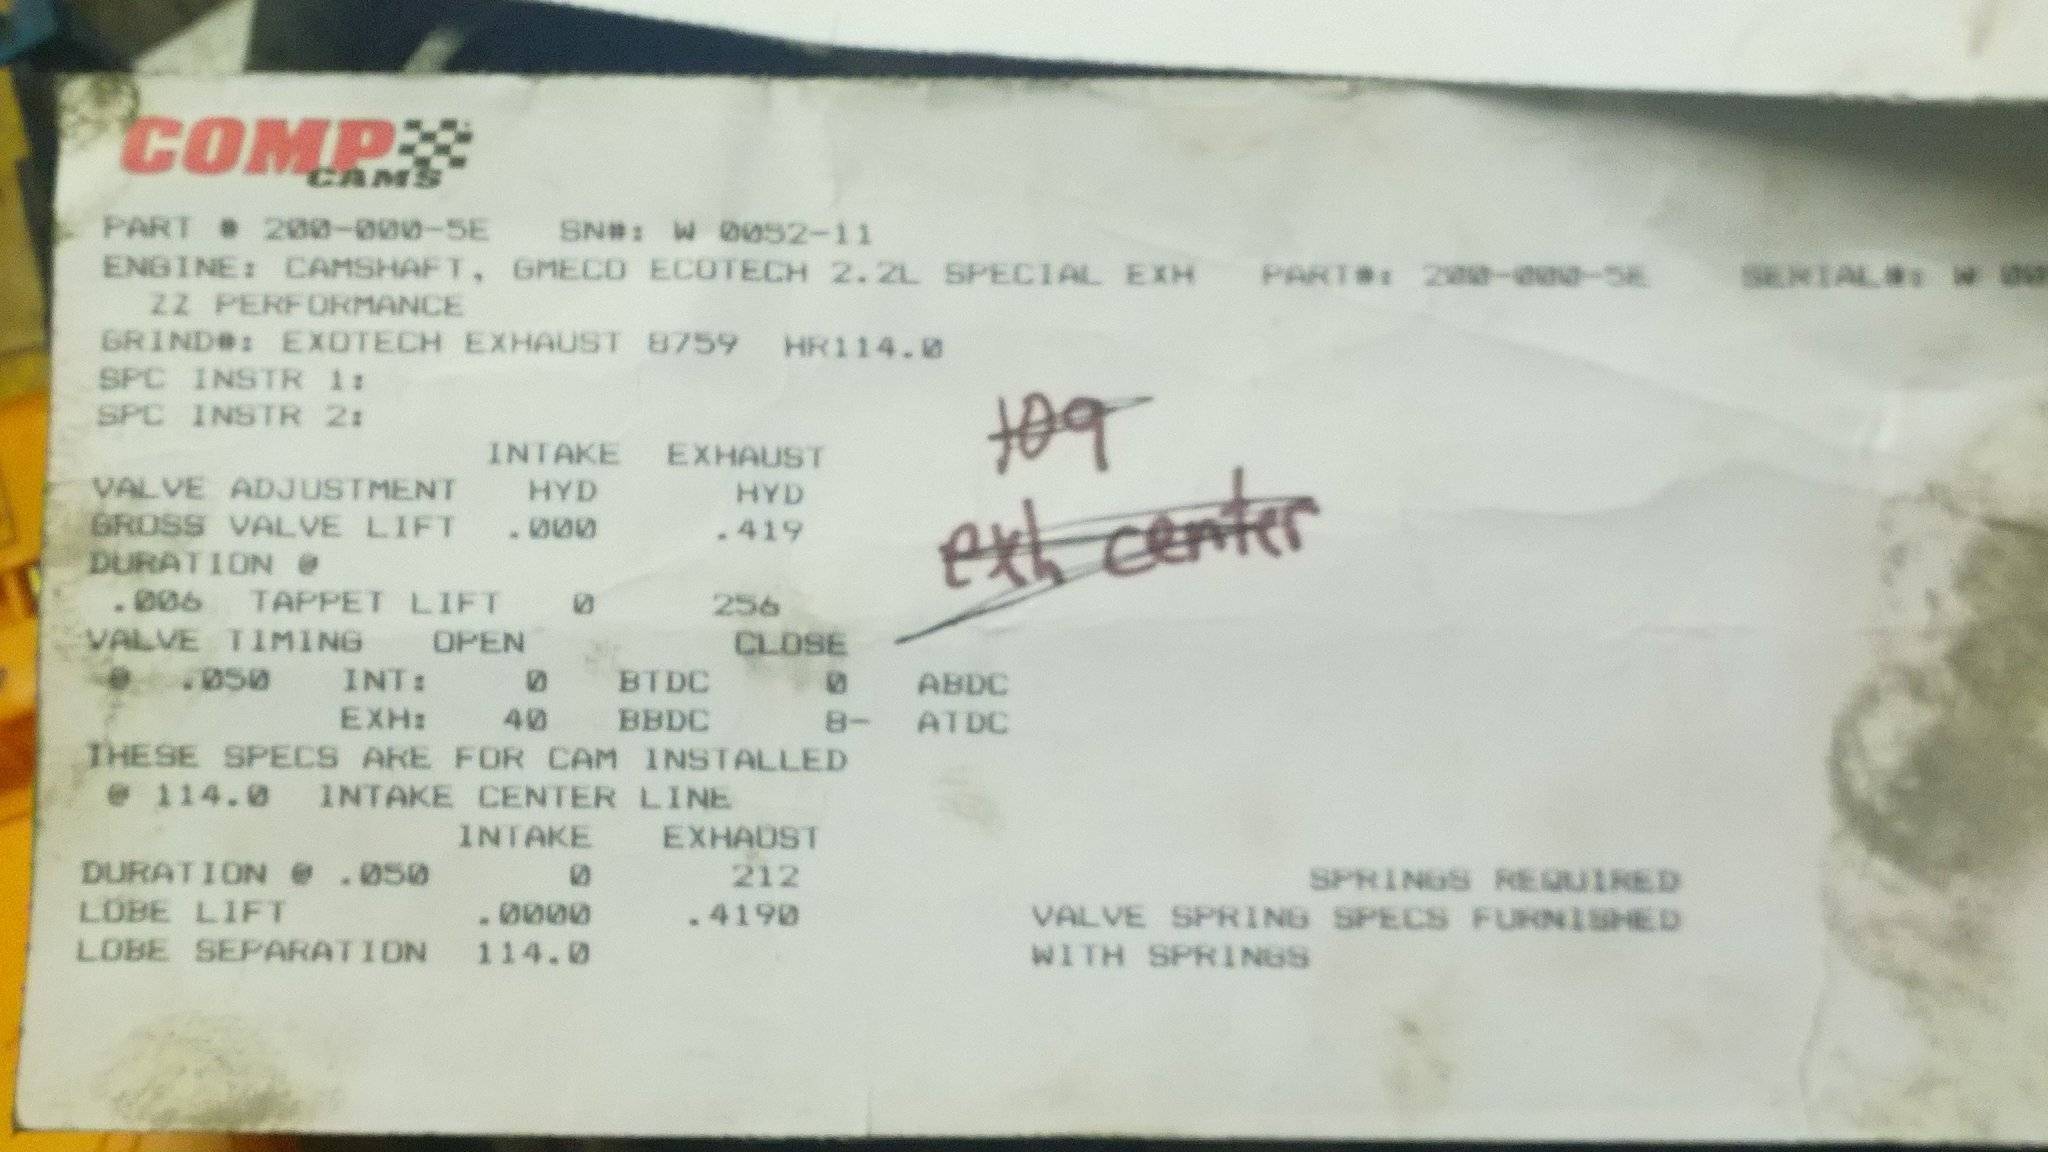 COMP
CAMS
PART # 200-000-5E SN#: W 0052-11
ENGINE: CAMSHAFT, GMECO ECOTECH 2.2L SPECIAL EXH PART#: 200-000-5E SERIAL#: W 00
ZZ PERFORMANCE
GRIND#: EXOTECH EXHAUST 8759 HR114.0
SPC INSTR 1:
SPC INSTR 2:
109
INTAKE EXHAUST
VALVE ADJUSTMENT HYD HYD
GROSS VALVE LIFT .000 .419
exh center
DURATION @
.006 TAPPET LIFT 0 256
VALVE TIMING OPEN CLOSE
@ .050 INT: 0 BTDC 0 ABDC
EXH: 40 BBDC 8- ATDC
THESE SPECS ARE FOR CAM INSTALLED
@ 114.0 INTAKE CENTER LINE
INTAKE EXHAUST
DURATION @ .050 0 212 SPRINGS REQUIRED
LOBE LIFT .0000 .4190 VALVE SPRING SPECS FURNISHED
LOBE SEPARATION 114.0 WITH SPRINGS